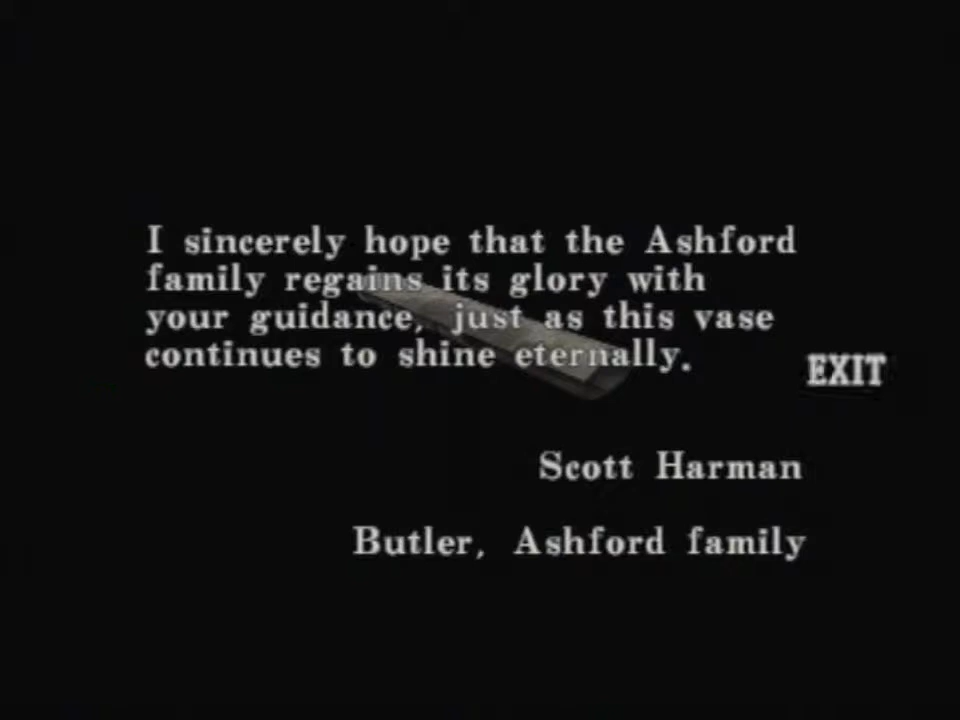 I sincerely hope that the Ashford
family regains its glory with
your guidance, just as this vase
continues to shine eternally.
EXIT
Scott Harman
Butler, Ashford family